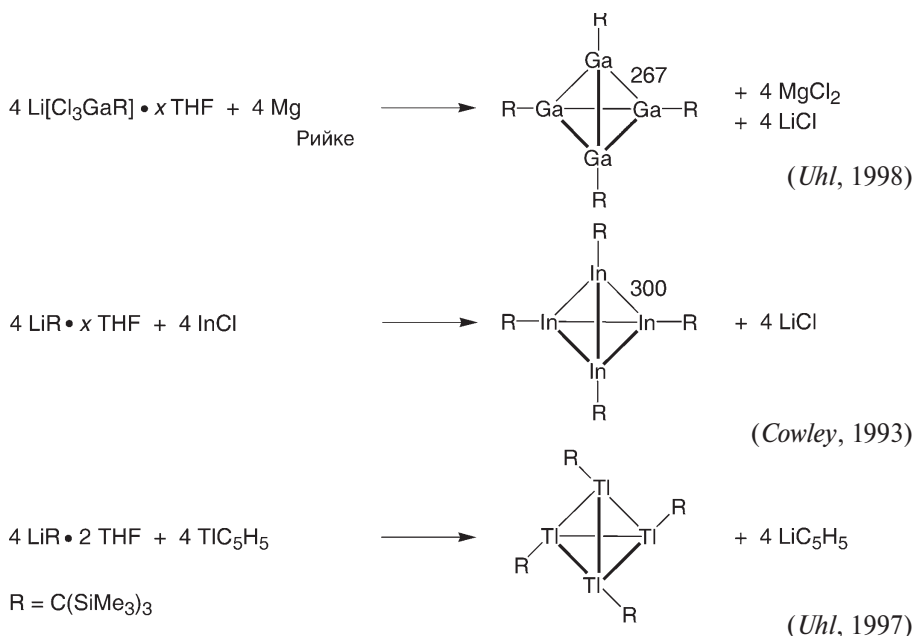 R
Ga 267
4 Li[Cl₃GaR] • x THF + 4 Mg R Ga Ga R + 4 MgCl₂
Рийке + 4 LiCl
Ga
R
(Uhl, 1998)
R
In 300
4 LiR • x THF + 4 InCl R In In R + 4 LiCl
In
R
(Cowley, 1993)
R Tl
R
4 LiR • 2 THF + 4 TlC₅H₅ Tl Tl + 4 LiC₅H₅
R
Tl
R = C(SiMe₃)₃ R
(Uhl, 1997)